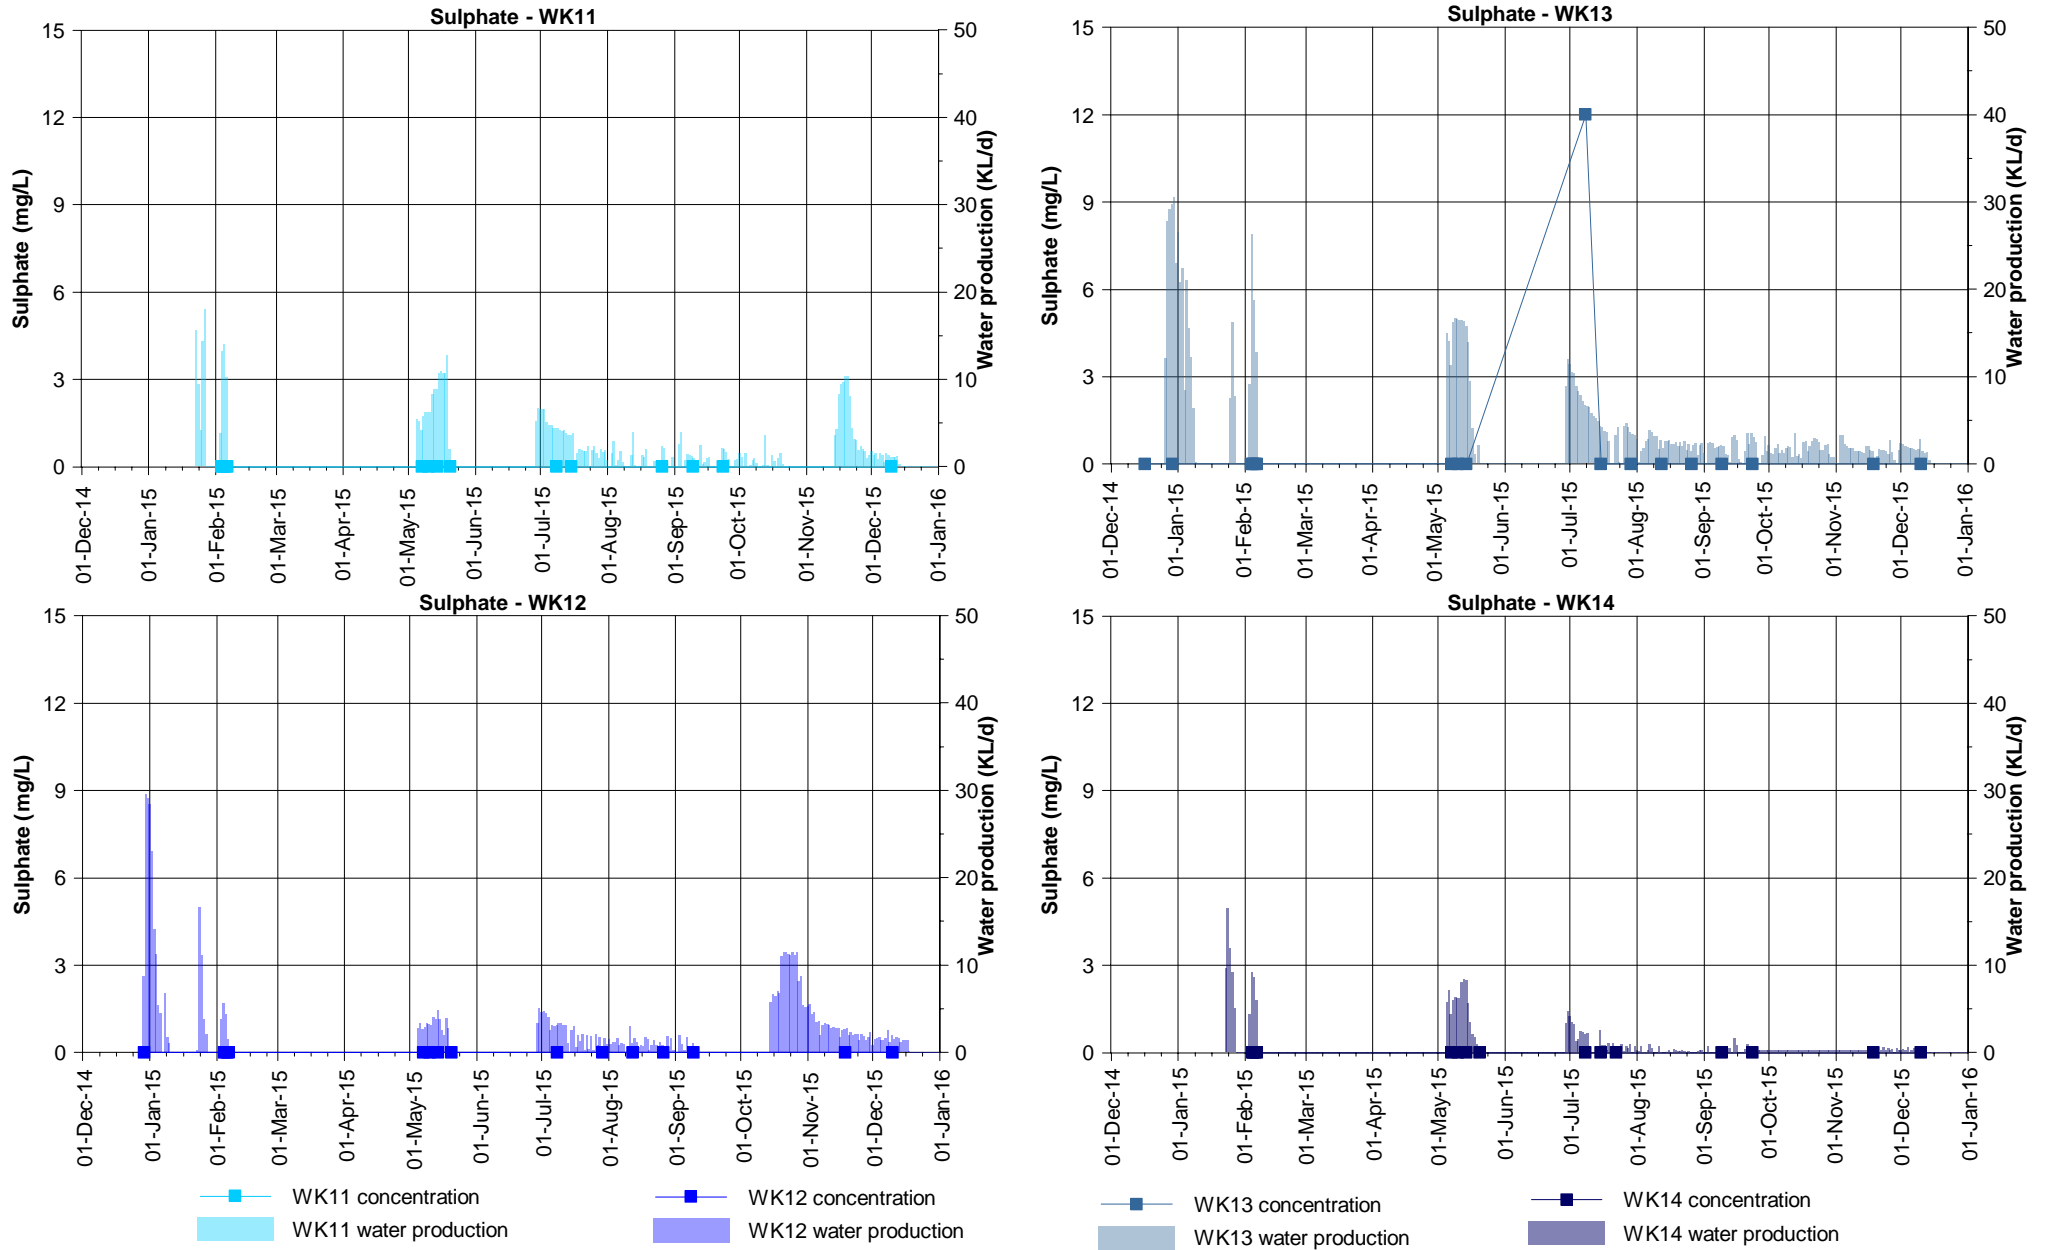 Sulphate - WK11
15
12
9
6
3
0
Sulphate (mg/L)
50
40
30
20
10
0
Water production (KL/d)
01-Dec-14
01-Jan-15
01-Feb-15
01-Mar-15
01-Apr-15
01-May-15
01-Jun-15
01-Jul-15
01-Aug-15
01-Sep-15
01-Oct-15
01-Nov-15
01-Dec-15
01-Jan-16
Sulphate - WK13
15
12
9
6
3
0
Sulphate (mg/L)
50
40
30
20
10
0
Water production (KL/d)
01-Dec-14
01-Jan-15
01-Feb-15
01-Mar-15
01-Apr-15
01-May-15
01-Jun-15
01-Jul-15
01-Aug-15
01-Sep-15
01-Oct-15
01-Nov-15
01-Dec-15
01-Jan-16
Sulphate - WK12
15
12
9
6
3
0
Sulphate (mg/L)
50
40
30
20
10
0
Water production (KL/d)
01-Dec-14
01-Jan-15
01-Feb-15
01-Mar-15
01-Apr-15
01-May-15
01-Jun-15
01-Jul-15
01-Aug-15
01-Sep-15
01-Oct-15
01-Nov-15
01-Dec-15
01-Jan-16
Sulphate - WK14
15
12
9
6
3
0
Sulphate (mg/L)
50
40
30
20
10
0
Water production (KL/d)
01-Dec-14
01-Jan-15
01-Feb-15
01-Mar-15
01-Apr-15
01-May-15
01-Jun-15
01-Jul-15
01-Aug-15
01-Sep-15
01-Oct-15
01-Nov-15
01-Dec-15
01-Jan-16
WK11 concentration
WK11 water production
WK12 concentration
WK12 water production
WK13 concentration
WK13 water production
WK14 concentration
WK14 water production